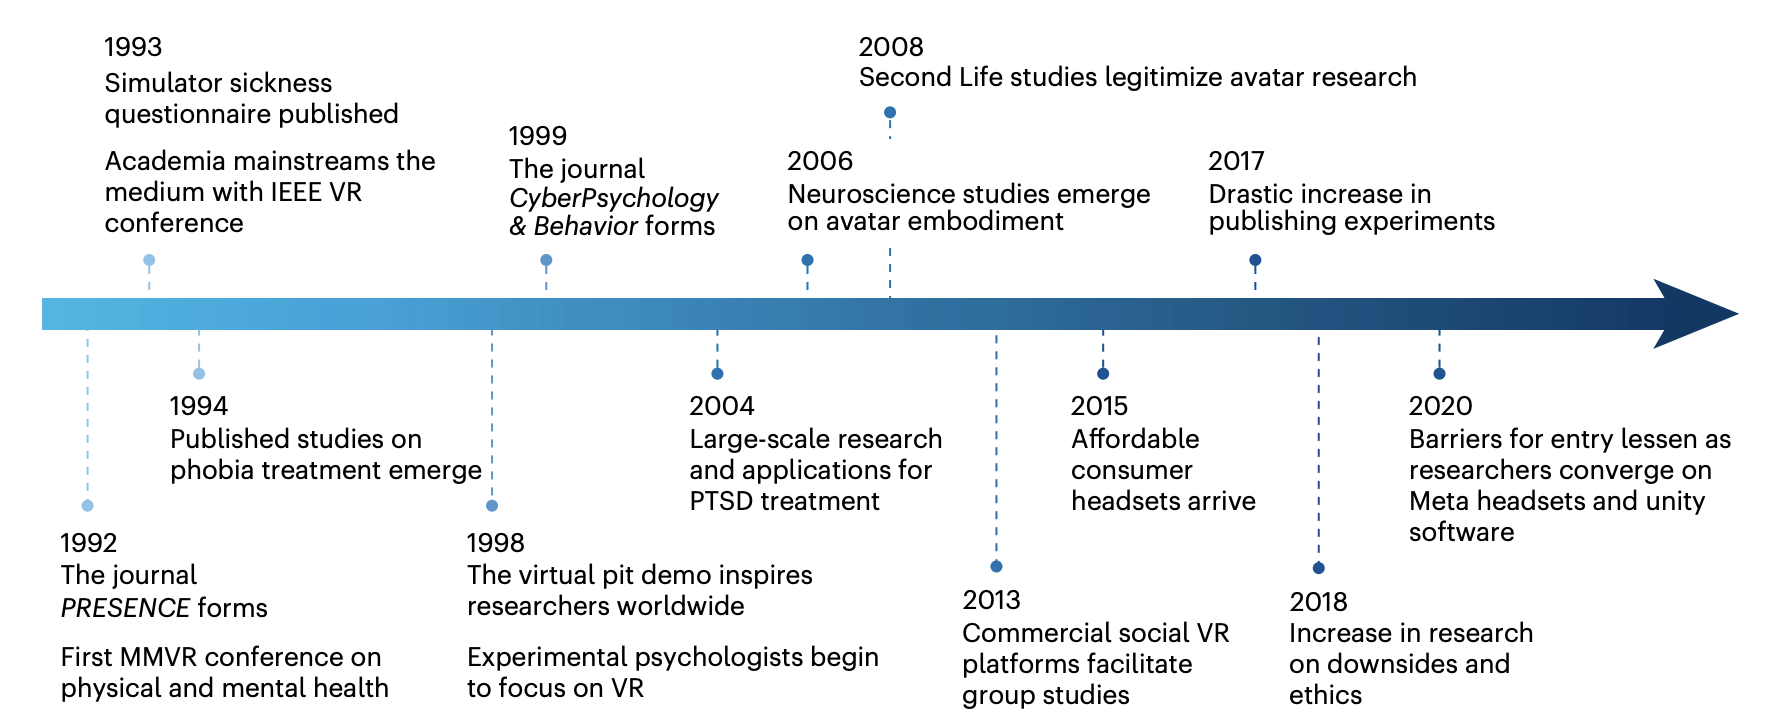 1993
Simulator sickness
questionnaire published
Academia mainstreams the
medium with IEEE VR
conference
1999
The journal
CyberPsychology
& Behavior forms
2008
Second Life studies legitimize avatar research
2006
Neuroscience studies emerge
on avatar embodiment
2017
Drastic increase in
publishing experiments
1994
Published studies on
phobia treatment emerge
2004
Large-scale research
and applications for
PTSD treatment
2015
Affordable
consumer
headsets arrive
2020
Barriers for entry lessen as
researchers converge on
Meta headsets and unity
software
1992
The journal
PRESENCE forms
First MMVR conference on
physical and mental health
1998
The virtual pit demo inspires
researchers worldwide
Experimental psychologists begin
to focus on VR
2013
Commercial social VR
platforms facilitate
group studies
2018
Increase in research
on downsides and
ethics